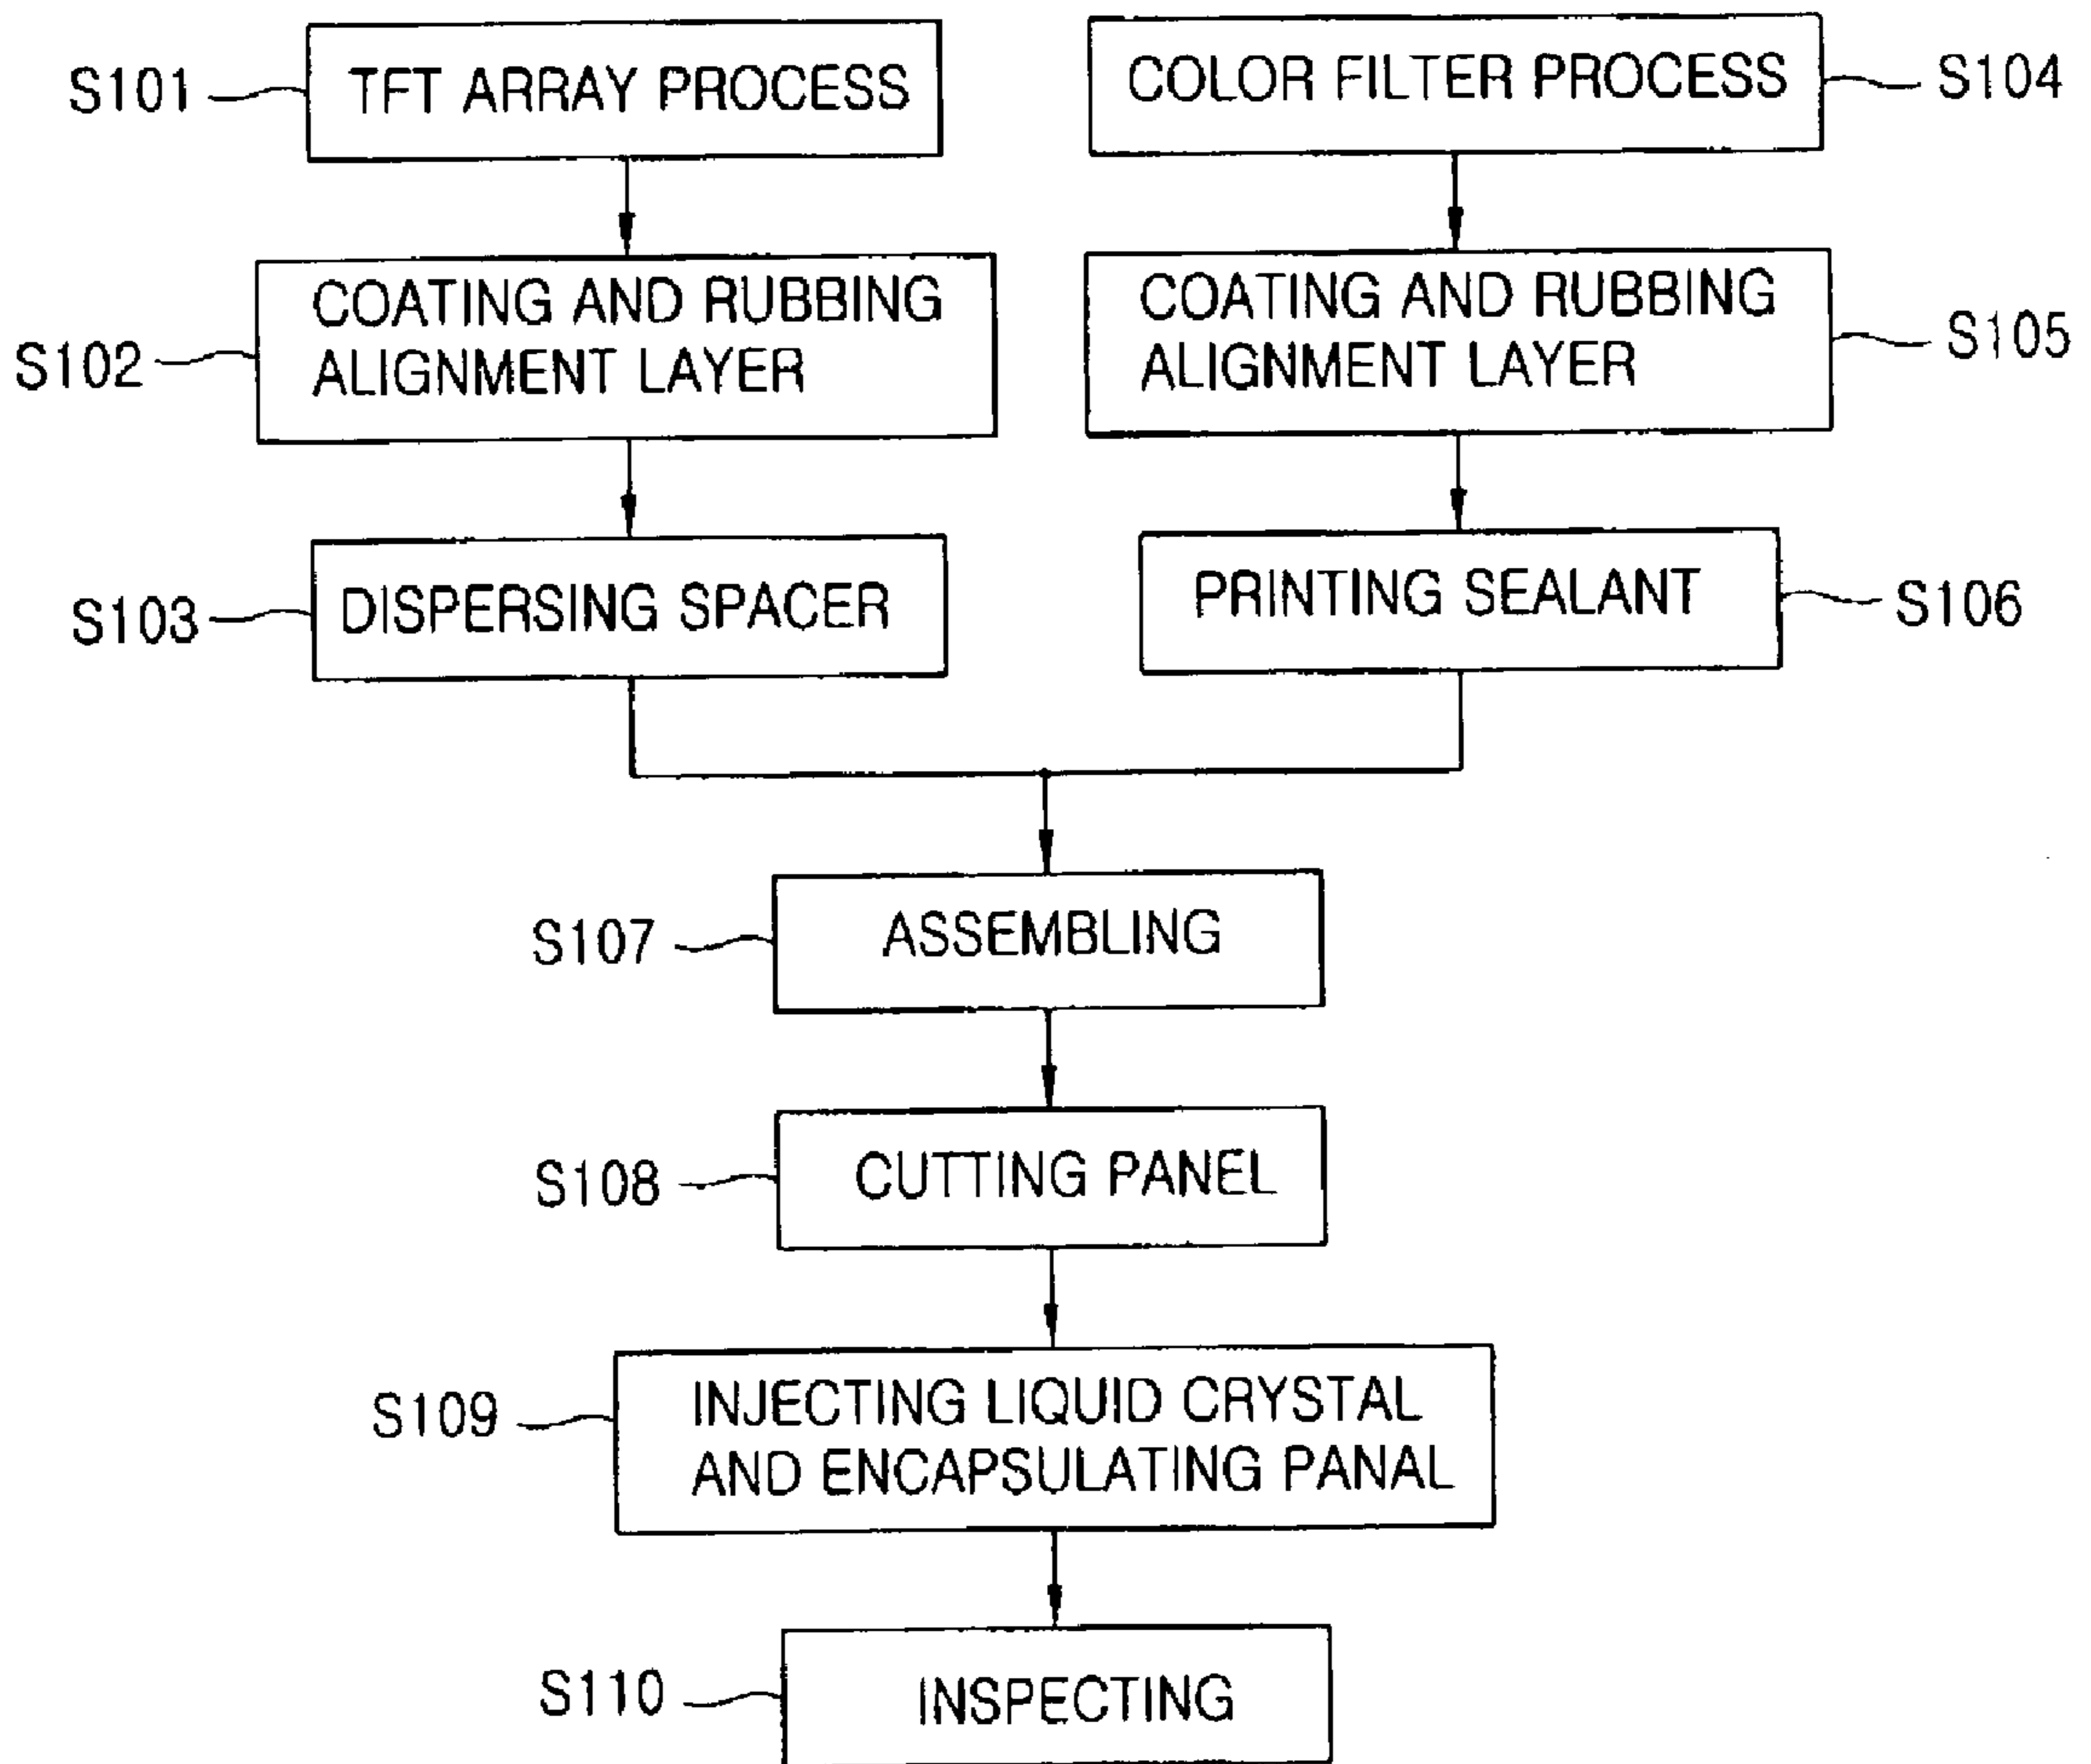 S101
TFT ARRAY PROCESS
COLOR FILTER PROCESS
S104
S102
COATING AND RUBBING
ALIGNMENT LAYER
COATING AND RUBBING
ALIGNMENT LAYER
S105
S103
DISPERSING SPACER
PRINTING SEALANT
S106
S107
ASSEMBLING
S108
CUTTING PANEL
S109
INJECTING LIQUID CRYSTAL
AND ENCAPSULATING PANAL
S110
INSPECTING